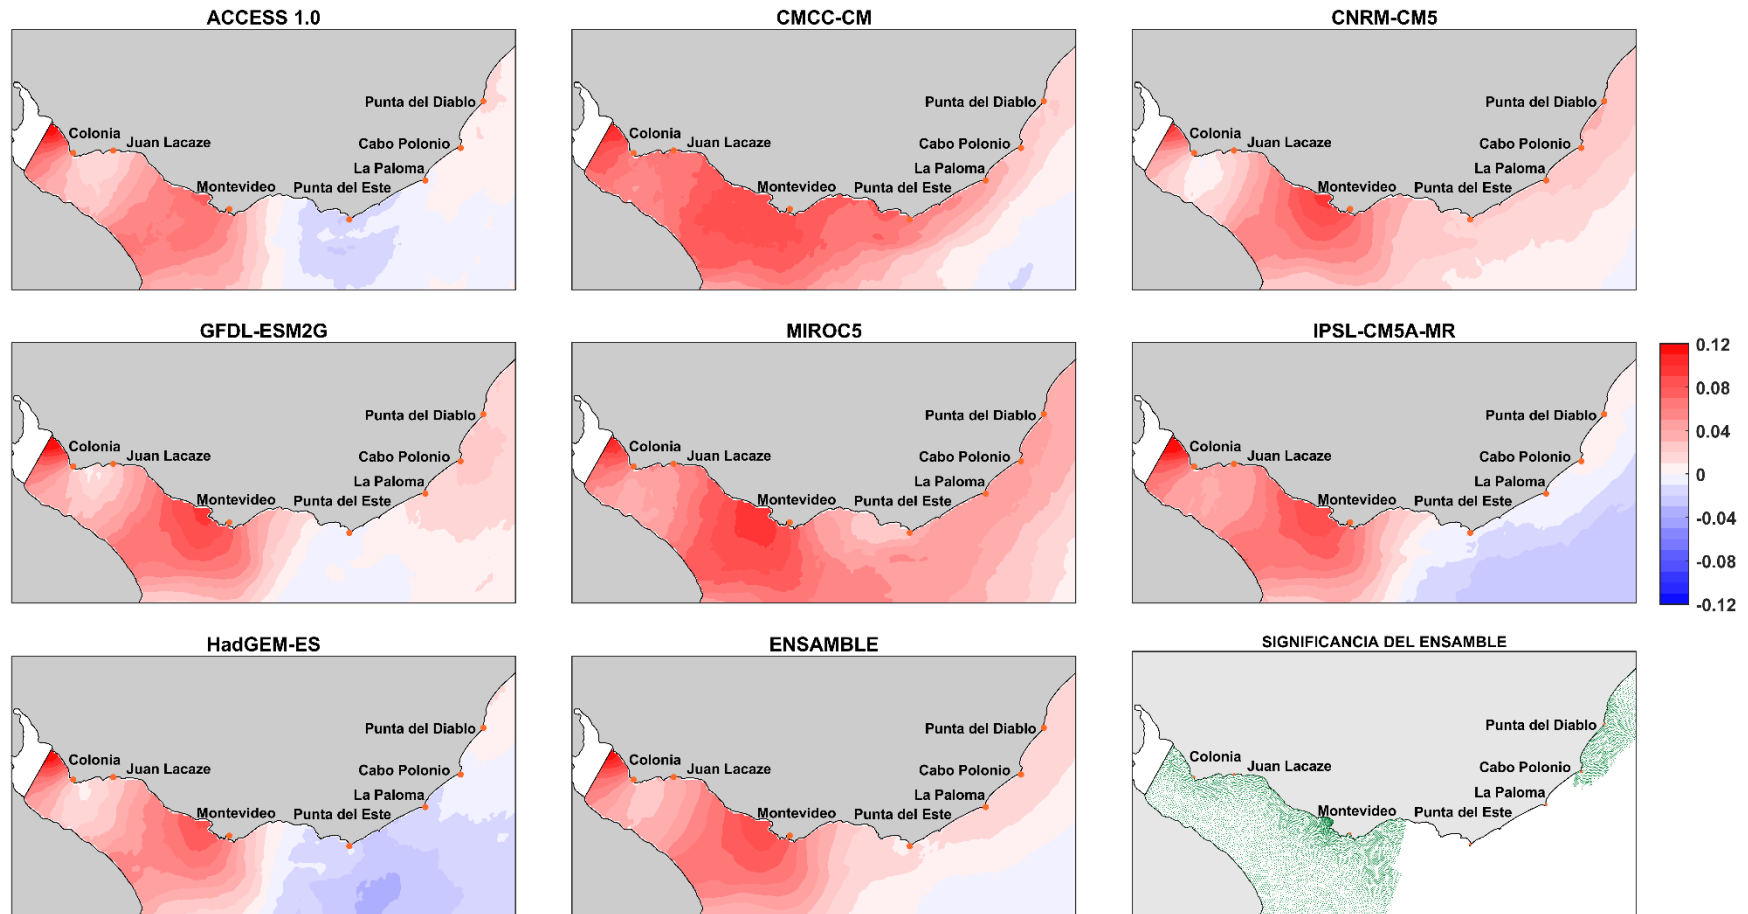 ACCESS 1.0
Punta del Diablo
Colonia
Juan Lacaze
Cabo Polonio
La Paloma
Montevideo
Punta del Este
CMCC-CM
Punta del Diablo
Colonia
Juan Lacaze
Cabo Polonio
La Paloma
Montevideo
Punta del Este
CNRM-CM5
Punta del Diablo
Colonia
Juan Lacaze
Cabo Polonio
La Paloma
Montevideo
Punta del Este
GFDL-ESM2G
Punta del Diablo
Colonia
Juan Lacaze
Cabo Polonio
La Paloma
Montevideo
Punta del Este
MIROC5
Punta del Diablo
Colonia
Juan Lacaze
Cabo Polonio
La Paloma
Montevideo
Punta del Este
IPSL-CM5A-MR
Punta del Diablo
Colonia
Juan Lacaze
Cabo Polonio
La Paloma
Montevideo
Punta del Este
0.12
0.08
0.04
0
-0.04
-0.08
-0.12
HadGEM-ES
Punta del Diablo
Colonia
Juan Lacaze
Cabo Polonio
La Paloma
Montevideo
Punta del Este
ENSAMBLE
Punta del Diablo
Colonia
Juan Lacaze
Cabo Polonio
La Paloma
Montevideo
Punta del Este
SIGNIFICANCIA DEL ENSAMBLE
Punta del Diablo
Colonia
Juan Lacaze
Cabo Polonio
La Paloma
Montevideo
Punta del Este